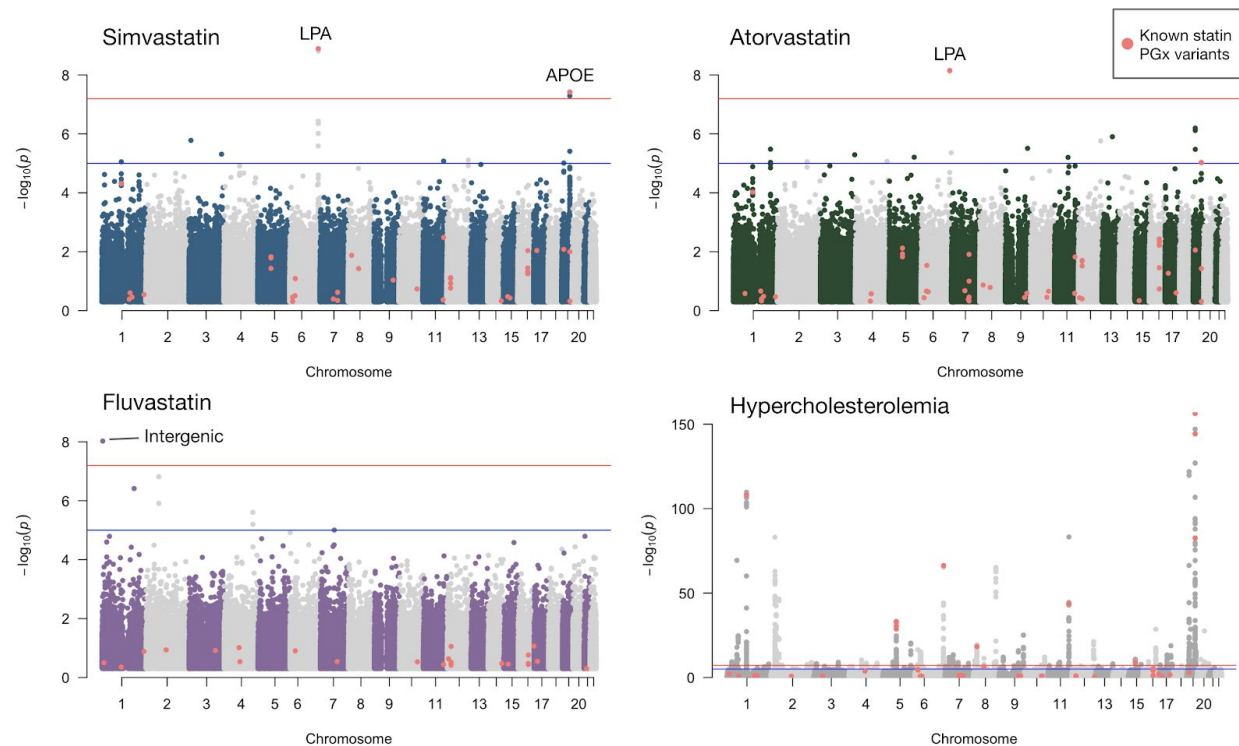 Simvastatin
LPA
APOE
8
6
4
2
0
−log10(p)
1 2 3 5 6 7 8 9 11 13 15 17 20
Chromosome
Atorvastatin
LPA
Known statin
PGx variants
8
6
4
2
0
−log10(p)
1 2 3 4 5 6 7 8 9 11 13 15 17 20
Chromosome
Fluvastatin
Intergenic
8
6
4
2
0
−log10(p)
1 2 3 4 5 6 7 8 9 11 13 15 17 20
Chromosome
Hypercholesterolemia
150
100
50
0
−log10(p)
1 2 3 4 5 6 7 8 9 11 13 15 17 20
Chromosome